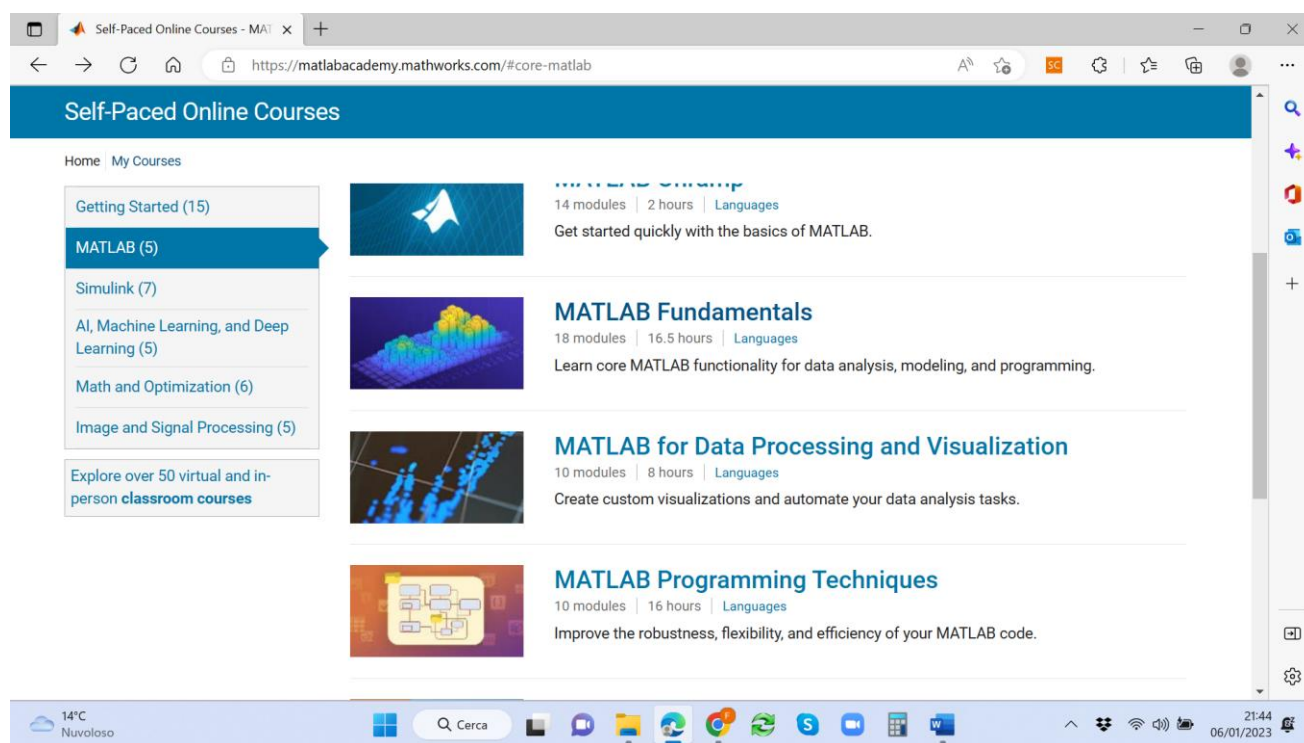 Self-Paced Online Courses - MAT
https://matlabacademy.mathworks.com/#core-matlab
SC
Self-Paced Online Courses
Home My Courses
Getting Started (15)
MATLAB (5)
Simulink (7)
AI, Machine Learning, and Deep
Learning (5)
Math and Optimization (6)
Image and Signal Processing (5)
Explore over 50 virtual and in-
person classroom courses
MATLAB Onramp
14 modules 2 hours Languages
Get started quickly with the basics of MATLAB.
MATLAB Fundamentals
18 modules 16.5 hours Languages
Learn core MATLAB functionality for data analysis, modeling, and programming.
MATLAB for Data Processing and Visualization
10 modules 8 hours Languages
Create custom visualizations and automate your data analysis tasks.
MATLAB Programming Techniques
10 modules 16 hours Languages
Improve the robustness, flexibility, and efficiency of your MATLAB code.
14°C
Nuvoloso
Cerca
21:44
06/01/2023